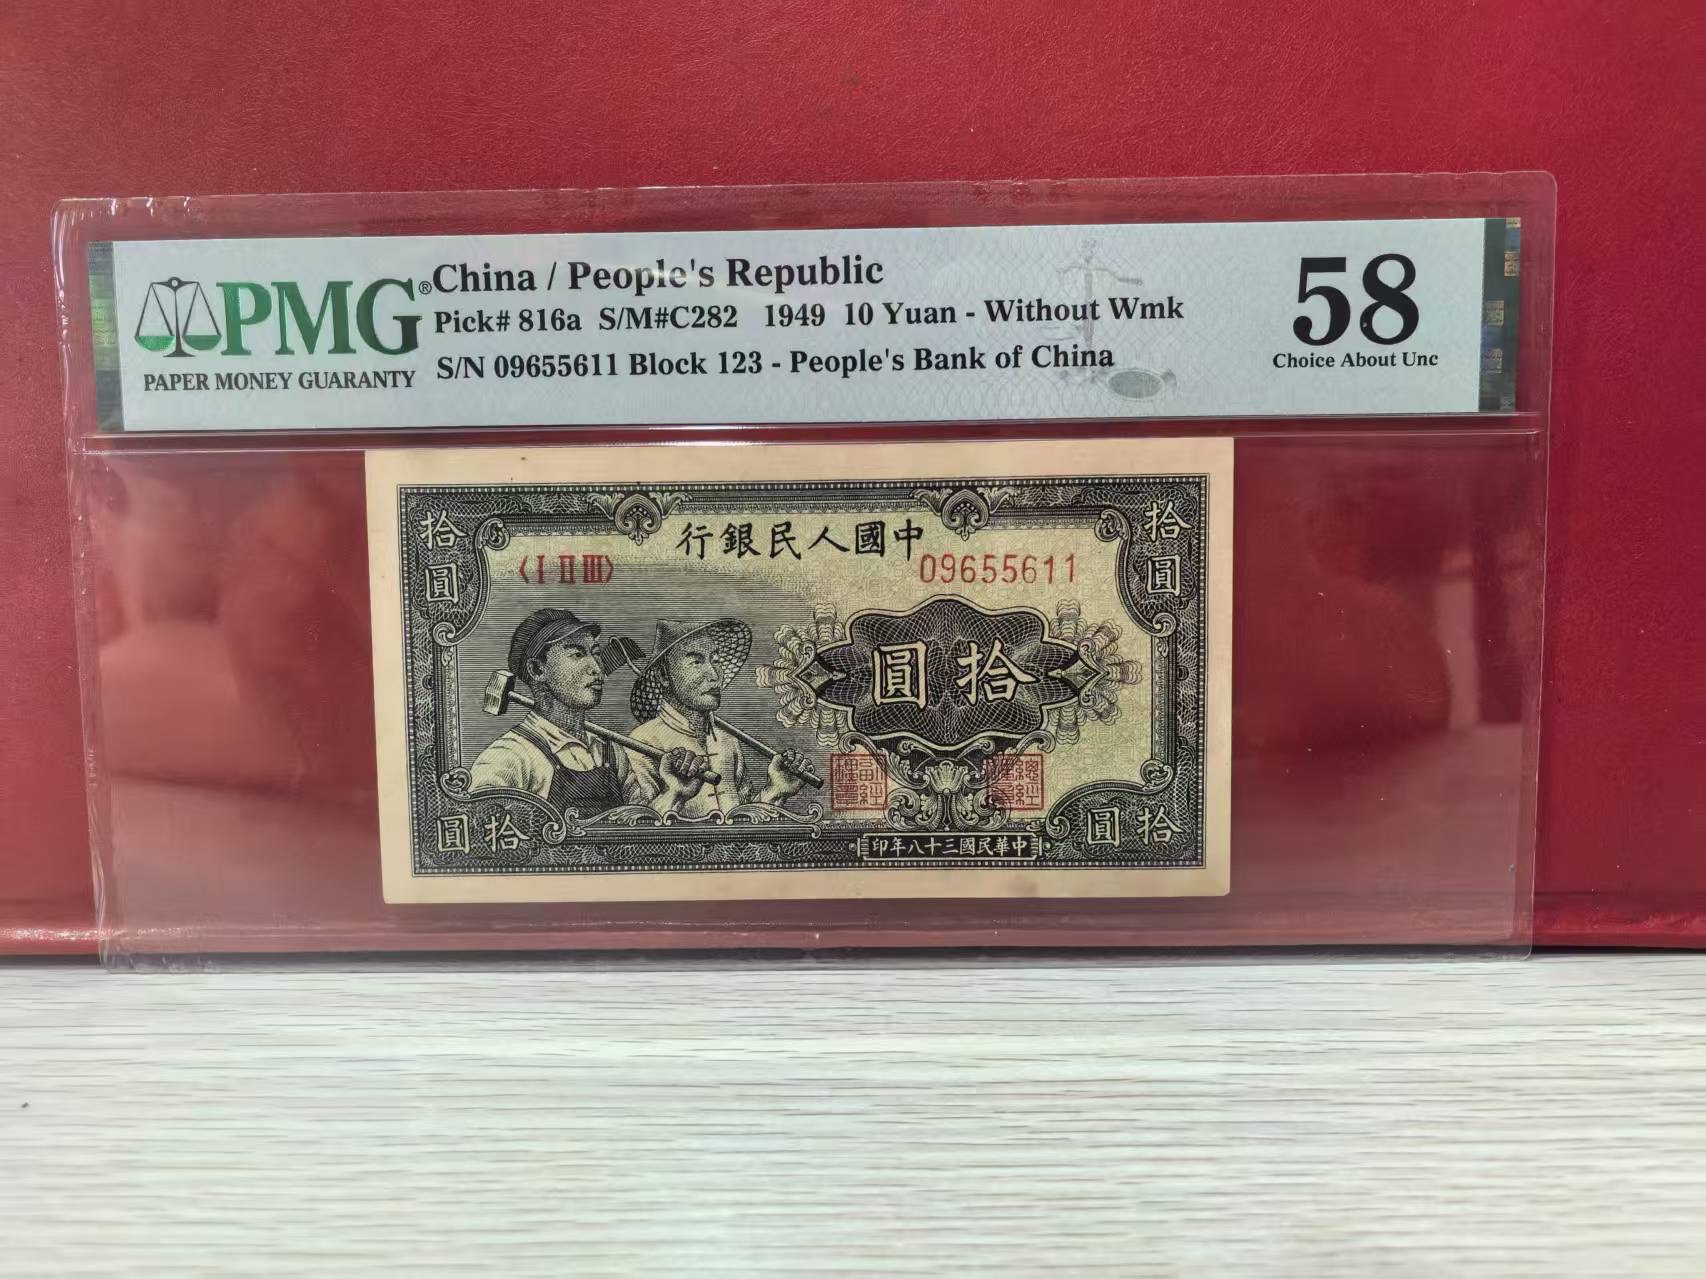 PMG®
PAPER MONEY GUARANTY
China / People's Republic
Pick# 816a S/M#C282 1949 10 Yuan - Without Wmk
S/N 09655611 Block 123 - People's Bank of China
58
Choice About Unc
行銀民人國中
〈I II III〉
09655611
拾圓
拾圓
圓拾
圓拾
圓拾
印年八十三國民華中